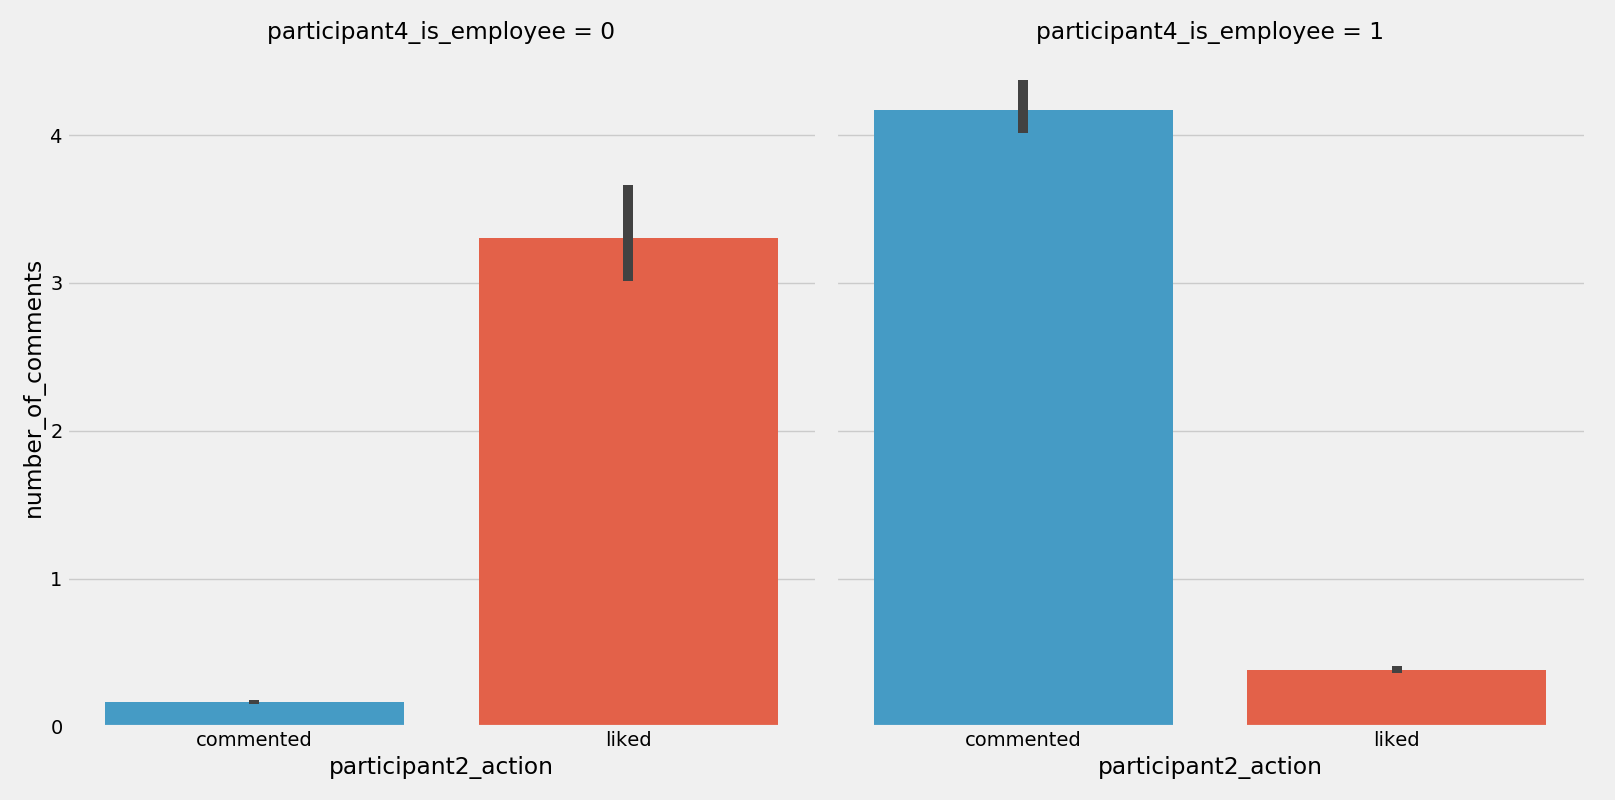 participant4_is_employee = 0
participant4_is_employee = 1
number_of_comments
4
3
2
1
0
commented
liked
commented
liked
participant2_action
participant2_action